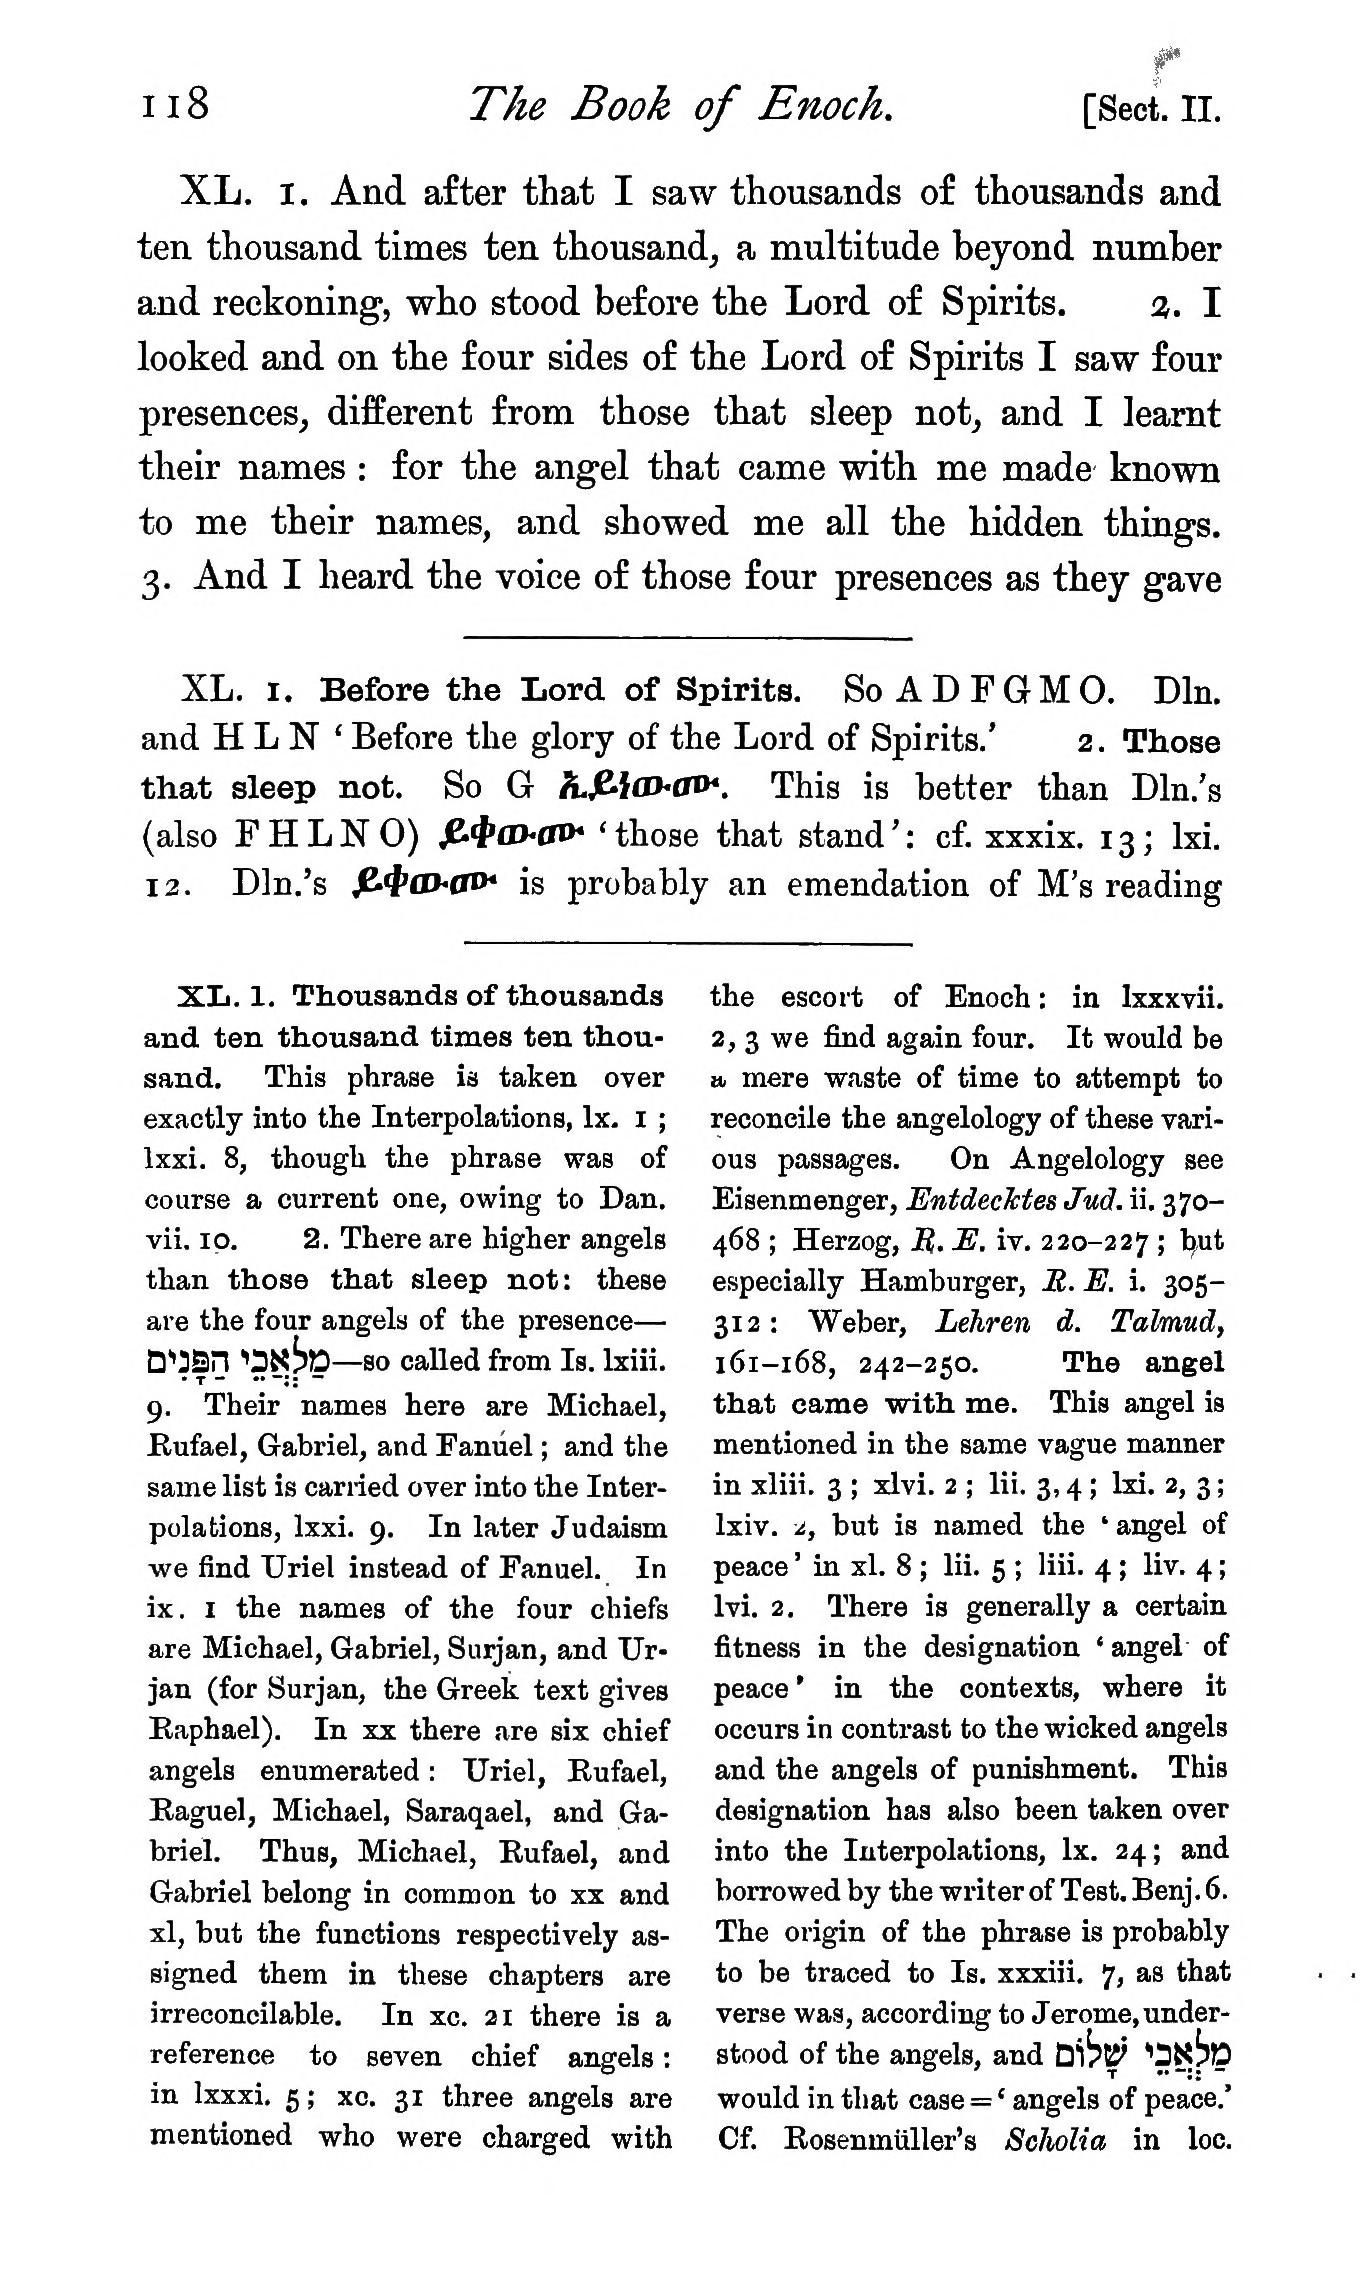 118 The Book of Enoch. [Sect. II.
XL. 1. And after that I saw thousands of thousands and
ten thousand times ten thousand, a multitude beyond number
and reckoning, who stood before the Lord of Spirits. 2. I
looked and on the four sides of the Lord of Spirits I saw four
presences, different from those that sleep not, and I learnt
their names : for the angel that came with me made known
to me their names, and showed me all the hidden things.
3. And I heard the voice of those four presences as they gave
XL. 1. Before the Lord of Spirits. So A D F G M O. Dln.
and H L N ‘Before the glory of the Lord of Spirits.’ 2. Those
that sleep not. So G ኢይነውሙ. This is better than Dln.’s
(also F H L N O) ይቀውሙ ‘those that stand’: cf. xxxix. 13; lxi.
12. Dln.’s ይቀውሙ is probably an emendation of M’s reading
XL. 1. Thousands of thousands
and ten thousand times ten thou-
sand. This phrase is taken over
exactly into the Interpolations, lx. 1 ;
lxxi. 8, though the phrase was of
course a current one, owing to Dan.
vii. 10. 2. There are higher angels
than those that sleep not: these
are the four angels of the presence—
מַלְאֲכֵי הַפָּנִים—so called from Is. lxiii.
9. Their names here are Michael,
Rufael, Gabriel, and Fanuel ; and the
same list is carried over into the Inter-
polations, lxxi. 9. In later Judaism
we find Uriel instead of Fanuel. In
ix. 1 the names of the four chiefs
are Michael, Gabriel, Surjan, and Ur-
jan (for Surjan, the Greek text gives
Raphael). In xx there are six chief
angels enumerated : Uriel, Rufael,
Raguel, Michael, Saraqael, and Ga-
briel. Thus, Michael, Rufael, and
Gabriel belong in common to xx and
xl, but the functions respectively as-
signed them in these chapters are
irreconcilable. In xc. 21 there is a
reference to seven chief angels :
in lxxxi. 5 ; xc. 31 three angels are
mentioned who were charged with
the escort of Enoch : in lxxxvii.
2, 3 we find again four. It would be
a mere waste of time to attempt to
reconcile the angelology of these vari-
ous passages. On Angelology see
Eisenmenger, Entdecktes Jud. ii. 370–
468 ; Herzog, R. E. iv. 220–227 ; but
especially Hamburger, R. E. i. 305–
312 : Weber, Lehren d. Talmud,
161–168, 242–250. The angel
that came with me. This angel is
mentioned in the same vague manner
in xliii. 3 ; xlvi. 2 ; lii. 3, 4 ; lxi. 2, 3 ;
lxiv. 2, but is named the ‘angel of
peace’ in xl. 8 ; lii. 5 ; liii. 4 ; liv. 4 ;
lvi. 2. There is generally a certain
fitness in the designation ‘angel of
peace’ in the contexts, where it
occurs in contrast to the wicked angels
and the angels of punishment. This
designation has also been taken over
into the Interpolations, lx. 24 ; and
borrowed by the writer of Test. Benj. 6.
The origin of the phrase is probably
to be traced to Is. xxxiii. 7, as that
verse was, according to Jerome, under-
stood of the angels, and מַלְאֲכֵי שָׁלוֹם
would in that case = ‘angels of peace.’
Cf. Rosenmüller’s Scholia in loc.